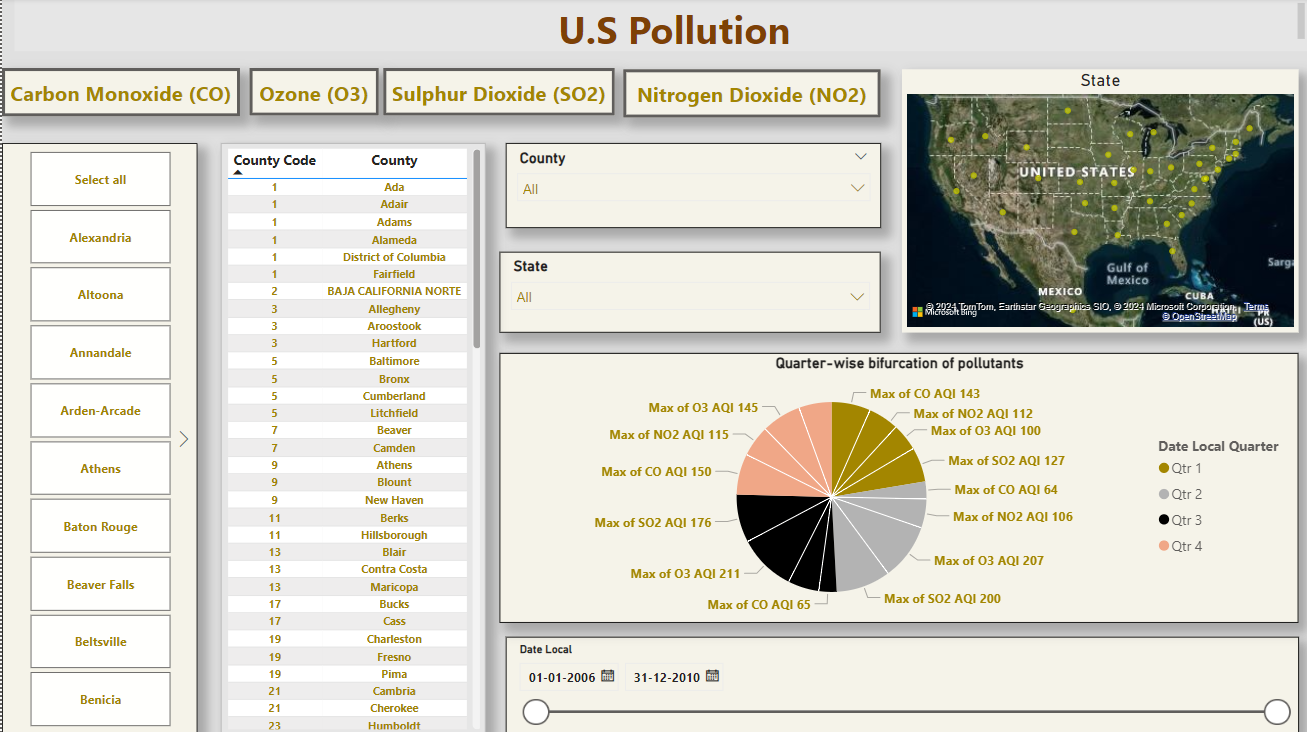 U.S Pollution
Carbon Monoxide (CO)
Ozone (O3)
Sulphur Dioxide (SO2)
Nitrogen Dioxide (NO2)
Select all
Alexandria
Altoona
Annandale
Arden-Arcade
Athens
Baton Rouge
Beaver Falls
Beltsville
Benicia
County Code County
1 Ada
1 Adair
1 Adams
1 Alameda
1 District of Columbia
1 Fairfield
2 BAJA CALIFORNIA NORTE
3 Allegheny
3 Aroostook
3 Hartford
5 Baltimore
5 Bronx
5 Cumberland
5 Litchfield
7 Beaver
7 Camden
9 Athens
9 Blount
9 New Haven
11 Berks
11 Hillsborough
13 Blair
13 Contra Costa
13 Maricopa
17 Bucks
17 Cass
19 Charleston
19 Fresno
19 Pima
21 Cambria
21 Cherokee
23 Humboldt
County
All
State
All
State
UNITED STATES
Gulf of
Mexico
MEXICO
CUBA
HAITI
PR
(US)
Sarga
© 2024 TomTom, Earthstar Geographics SIO, © 2024 Microsoft Corporation, Terms
© OpenStreetMap
Microsoft Bing
Quarter-wise bifurcation of pollutants
Max of CO AQI 143
Max of NO2 AQI 112
Max of O3 AQI 100
Max of SO2 AQI 127
Max of CO AQI 64
Max of NO2 AQI 106
Max of O3 AQI 207
Max of SO2 AQI 200
Max of CO AQI 65
Max of O3 AQI 211
Max of SO2 AQI 176
Max of CO AQI 150
Max of NO2 AQI 115
Max of O3 AQI 145
Date Local Quarter
Qtr 1
Qtr 2
Qtr 3
Qtr 4
Date Local
01-01-2006
31-12-2010